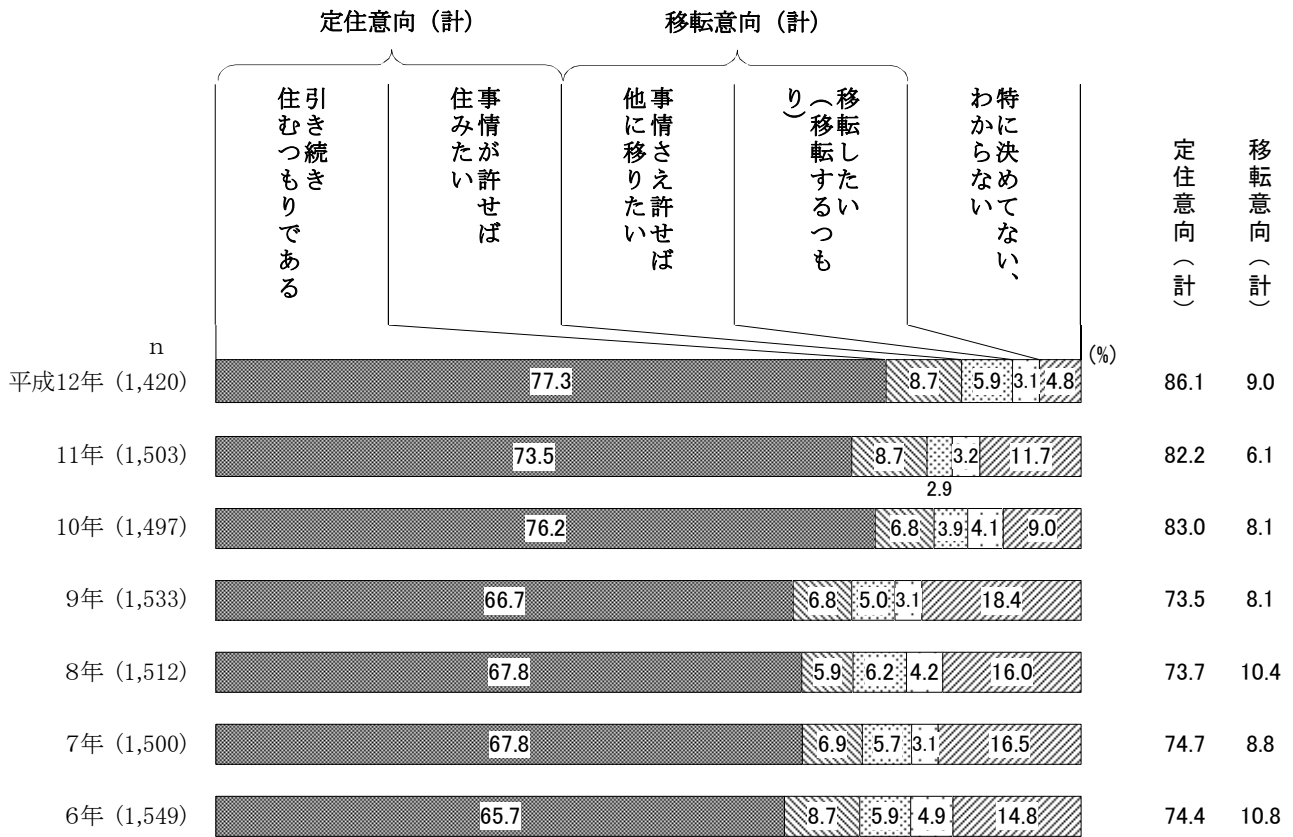 定住意向（計）
移転意向（計）
引き続き
住むつもりである
事情が許せば
住みたい
事情さえ許せば
他に移りたい
移転したい
（移転するつも
り）
特に決めてない、
わからない
定住意向（計）
移転意向（計）
n
(%)
平成12年 (1,420) 77.3 8.7 5.9 3.1 4.8 86.1 9.0
11年 (1,503) 73.5 8.7 3.2 11.7 82.2 6.1
2.9
10年 (1,497) 76.2 6.8 3.9 4.1 9.0 83.0 8.1
9年 (1,533) 66.7 6.8 5.0 3.1 18.4 73.5 8.1
8年 (1,512) 67.8 5.9 6.2 4.2 16.0 73.7 10.4
7年 (1,500) 67.8 6.9 5.7 3.1 16.5 74.7 8.8
6年 (1,549) 65.7 8.7 5.9 4.9 14.8 74.4 10.8